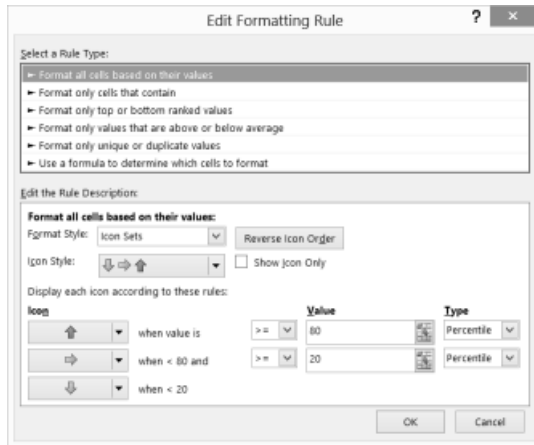 Edit Formatting Rule ? ×
Select a Rule Type:
► Format all cells based on their values
► Format only cells that contain
► Format only top or bottom ranked values
► Format only values that are above or below average
► Format only unique or duplicate values
► Use a formula to determine which cells to format
Edit the Rule Description:
Format all cells based on their values:
Format Style: Icon Sets Reverse Icon Order
Icon Style: Show Icon Only
Display each icon according to these rules:
Icon Value Type
when value is >= 80 Percentile
when < 80 and >= 20 Percentile
when < 20
OK Cancel